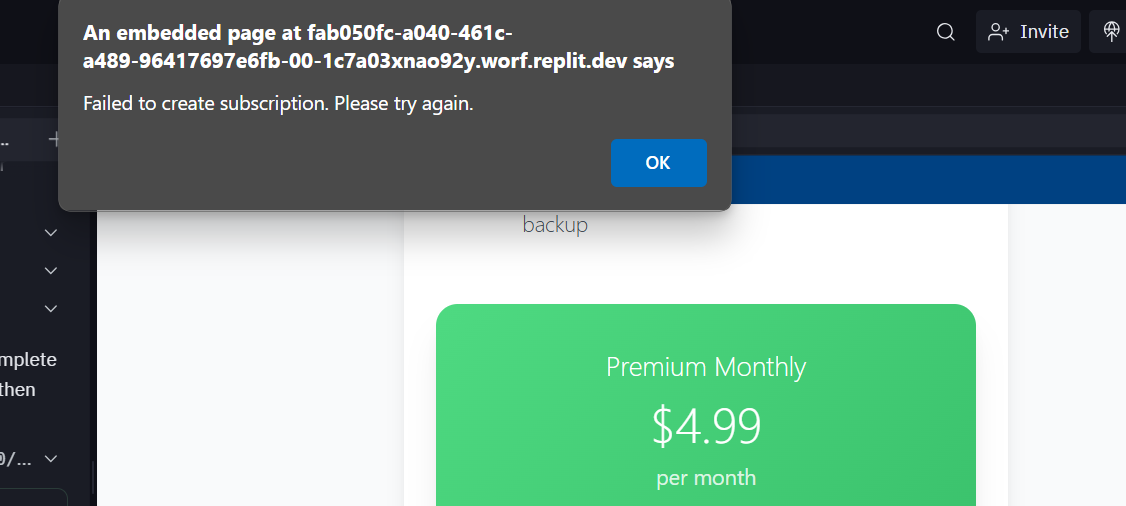 An embedded page at fab050fc-a040-461c-
a489-96417697e6fb-00-1c7a03xnao92y.worf.replit.dev says
Failed to create subscription. Please try again.
OK
Invite
backup
Premium Monthly
$4.99
per month
mplete
then
0/...